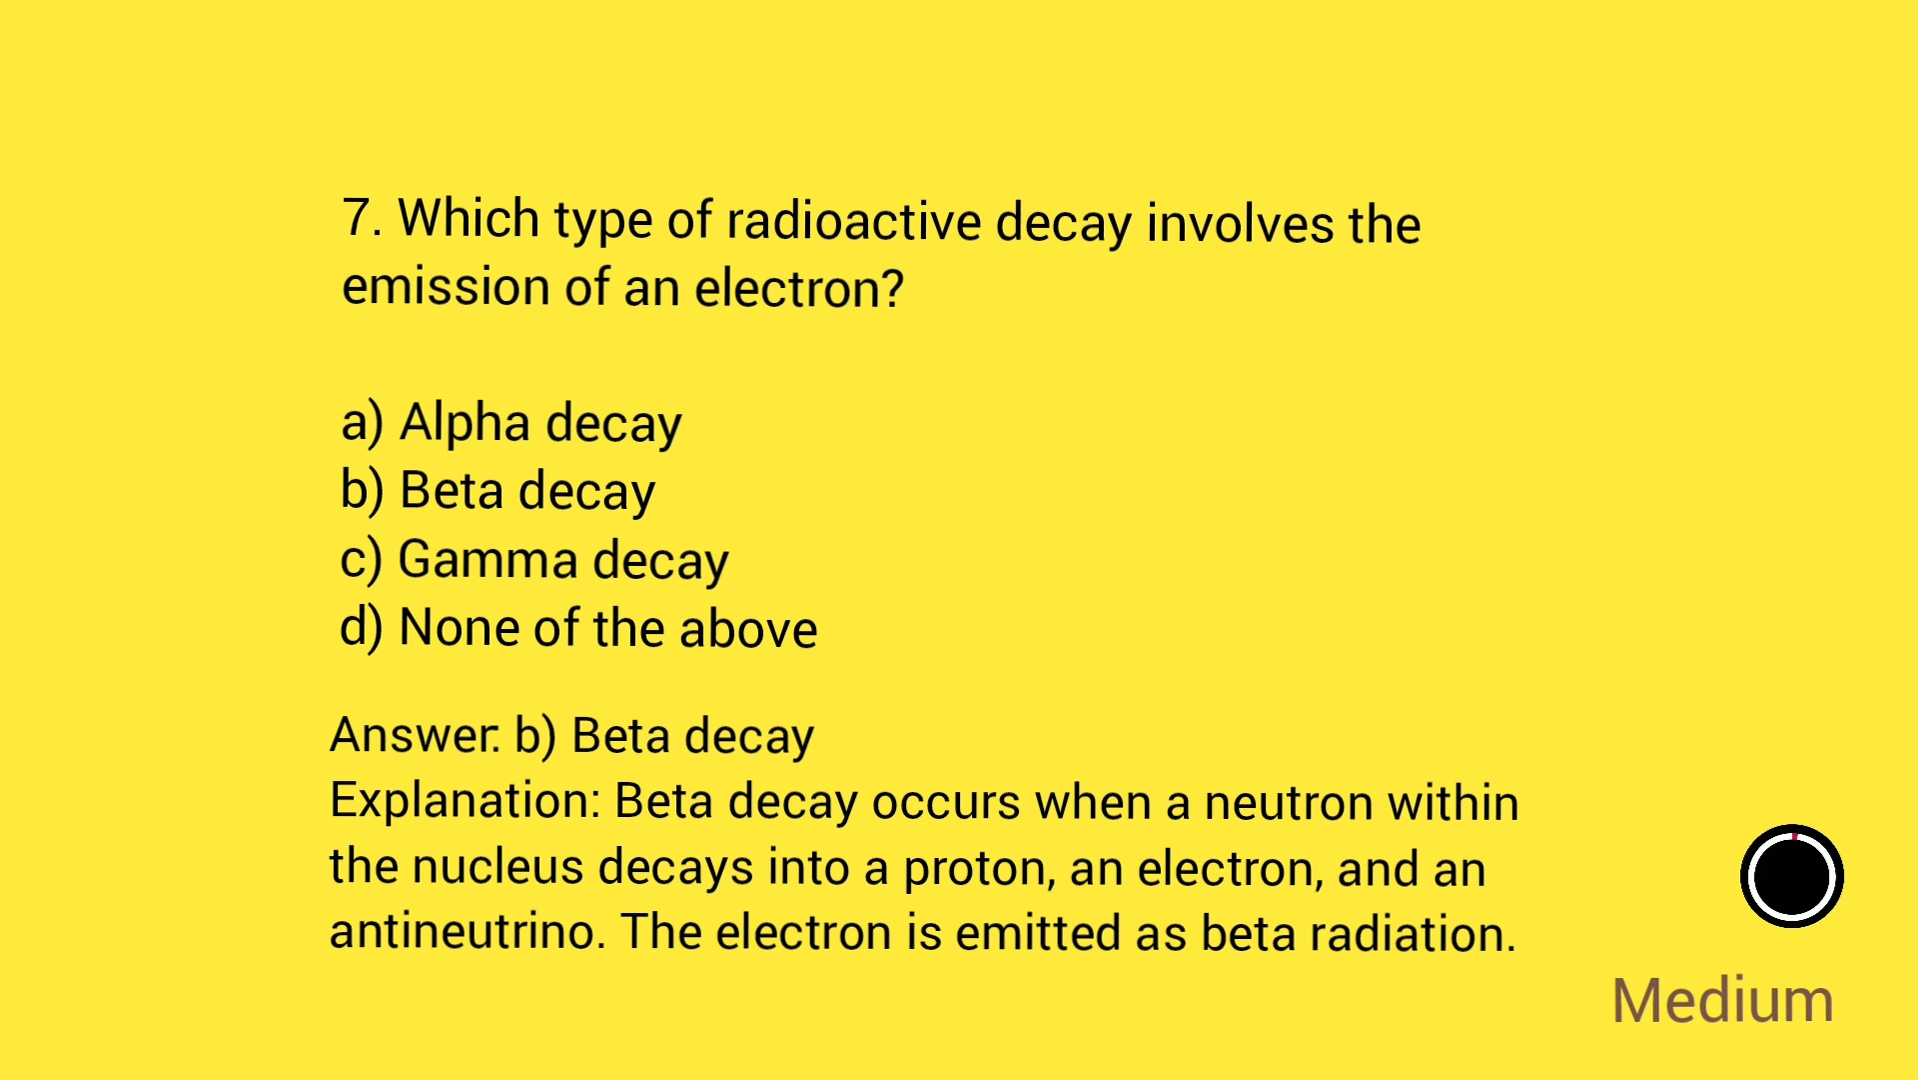 7. Which type of radioactive decay involves the
emission of an electron?
a) Alpha decay
b) Beta decay
c) Gamma decay
d) None of the above
Answer: b) Beta decay
Explanation: Beta decay occurs when a neutron within
the nucleus decays into a proton, an electron, and an
antineutrino. The electron is emitted as beta radiation.
Medium